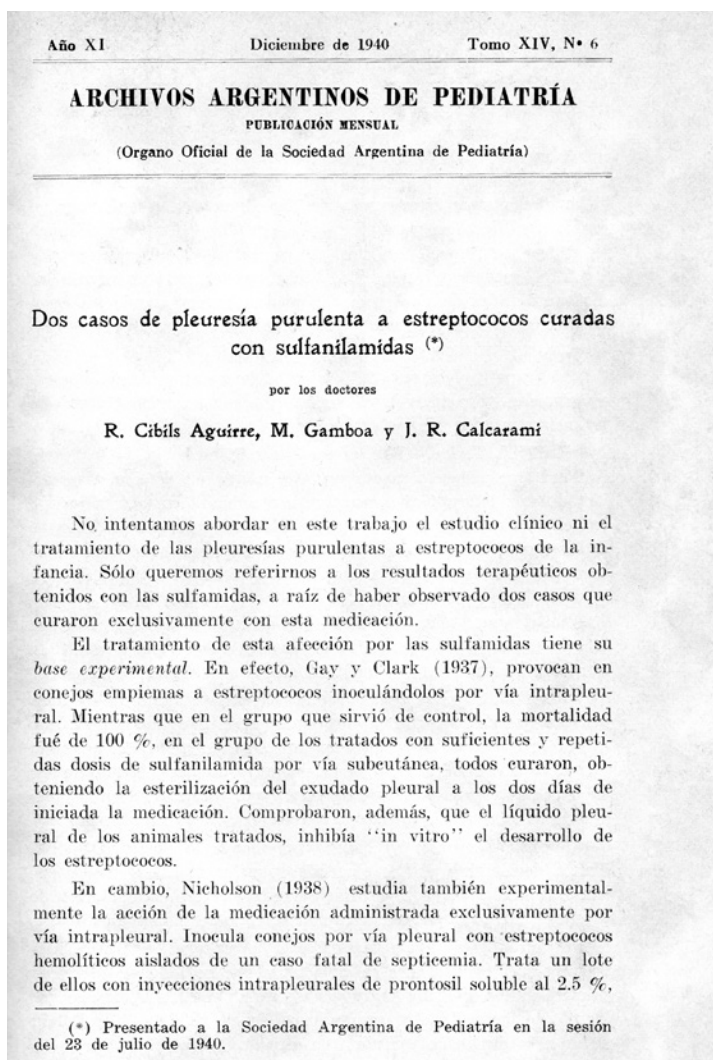 Año XI Diciembre de 1940 Tomo XIV, N• 6
ARCHIVOS ARGENTINOS DE PEDIATRÍA
PUBLICACIÓN MENSUAL
(Organo Oficial de la Sociedad Argentina de Pediatría)
Dos casos de pleuresía purulenta a estreptococos curadas
con sulfanilamidas (*)
por los doctores
R. Cibils Aguirre, M. Gamboa y J. R. Calcarami
No intentamos abordar en este trabajo el estudio clínico ni el
tratamiento de las pleuresías purulentas a estreptococos de la in-
fancia. Sólo queremos referirnos a los resultados terapéuticos ob-
tenidos con las sulfamidas, a raíz de haber observado dos casos que
curaron exclusivamente con esta medicación.
El tratamiento de esta afección por las sulfamidas tiene su
base experimental. En efecto, Gay y Clark (1937), provocan en
conejos empiemas a estreptococos inoculándolos por vía intrapleu-
ral. Mientras que en el grupo que sirvió de control, la mortalidad
fué de 100 %, en el grupo de los tratados con suficientes y repeti-
das dosis de sulfanilamida por vía subcutánea, todos curaron, ob-
teniendo la esterilización del exudado pleural a los dos días de
iniciada la medicación. Comprobaron, además, que el líquido pleu-
ral de los animales tratados, inhibía ‘‘in vitro’’ el desarrollo de
los estreptococos.
En cambio, Nicholson (1938) estudia también experimental-
mente la acción de la medicación administrada exclusivamente por
vía intrapleural. Inocula conejos por vía pleural con estreptococos
hemolíticos aislados de un caso fatal de septicemia. Trata un lote
de ellos con inyecciones intrapleurales de prontosil soluble al 2.5 %,
(*) Presentado a la Sociedad Argentina de Pediatría en la sesión
del 23 de julio de 1940.